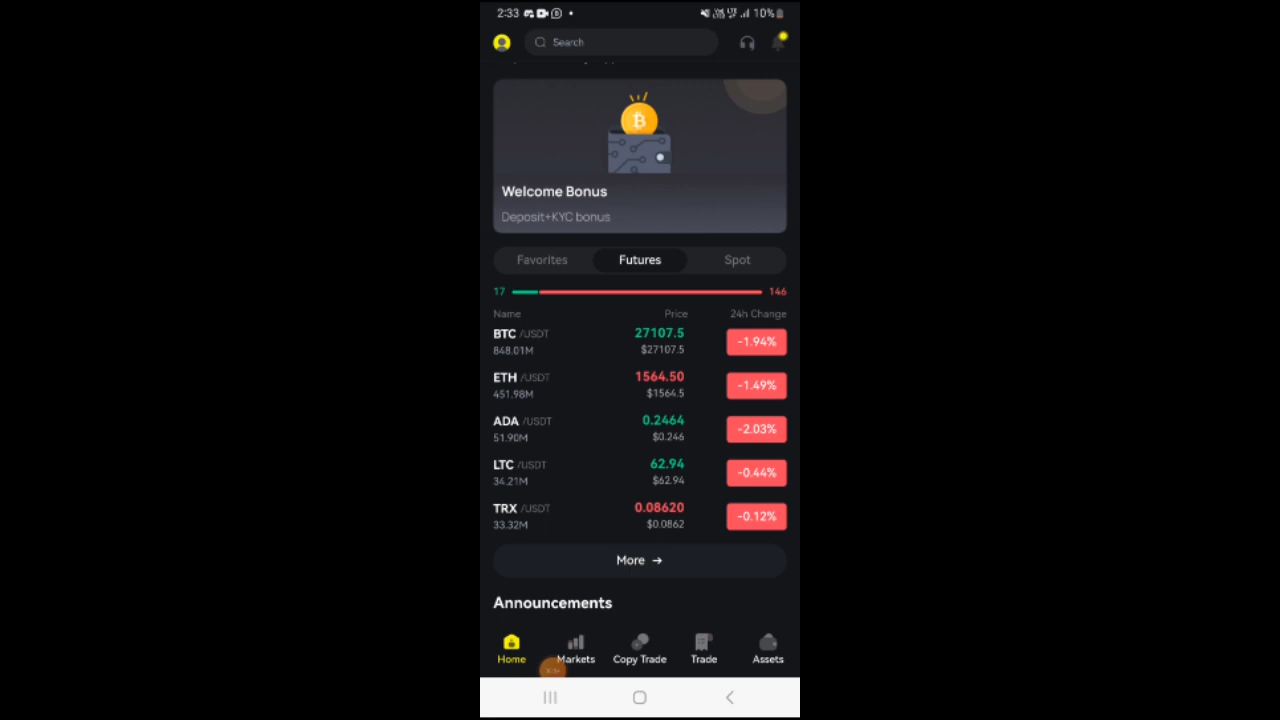 2:33
10%
Search
Welcome Bonus
Deposit+KYC bonus
Favorites Futures Spot
17 146
Name Price 24h Change
BTC /USDT 27107.5 -1.94%
848.01M $27107.5
ETH /USDT 1564.50 -1.49%
451.98M $1564.5
ADA /USDT 0.2464 -2.03%
51.90M $0.246
LTC /USDT 62.94 -0.44%
34.21M $62.94
TRX /USDT 0.08620 -0.12%
33.32M $0.0862
More →
Announcements
Home Markets Copy Trade Trade Assets